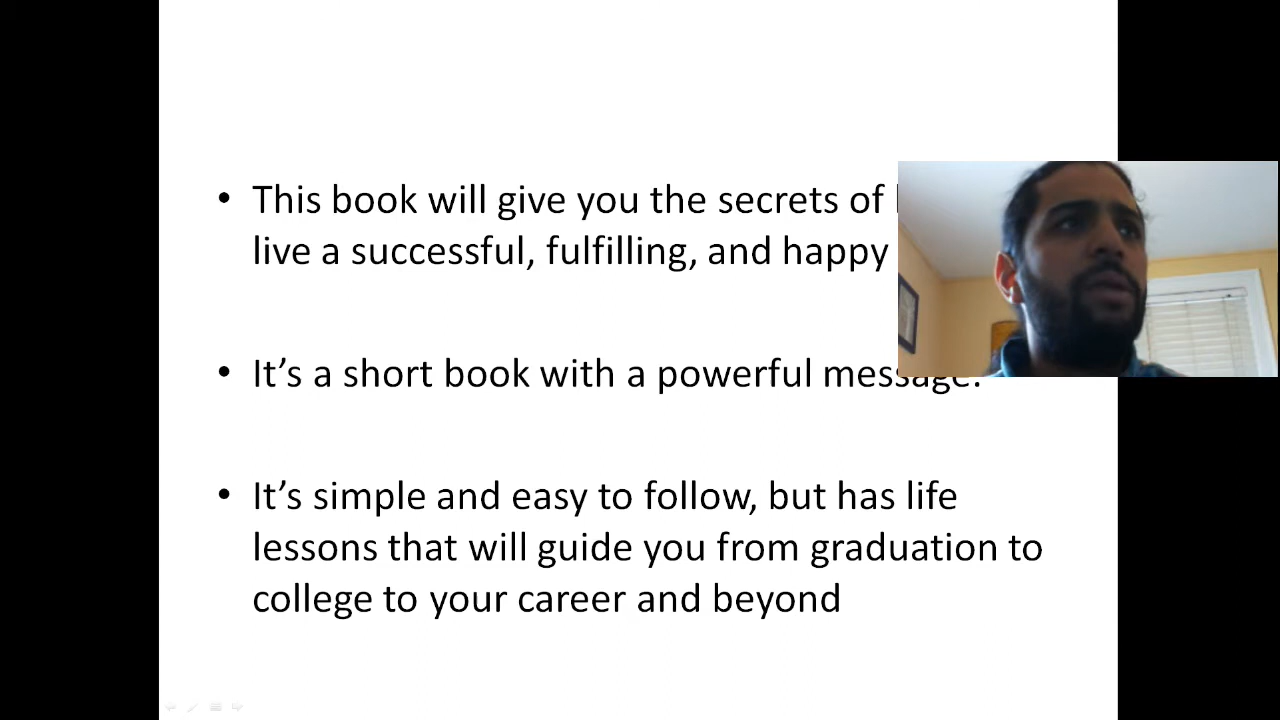 • This book will give you the secrets of
live a successful, fulfilling, and happy
• It's a short book with a powerful message.
• It's simple and easy to follow, but has life
lessons that will guide you from graduation to
college to your career and beyond